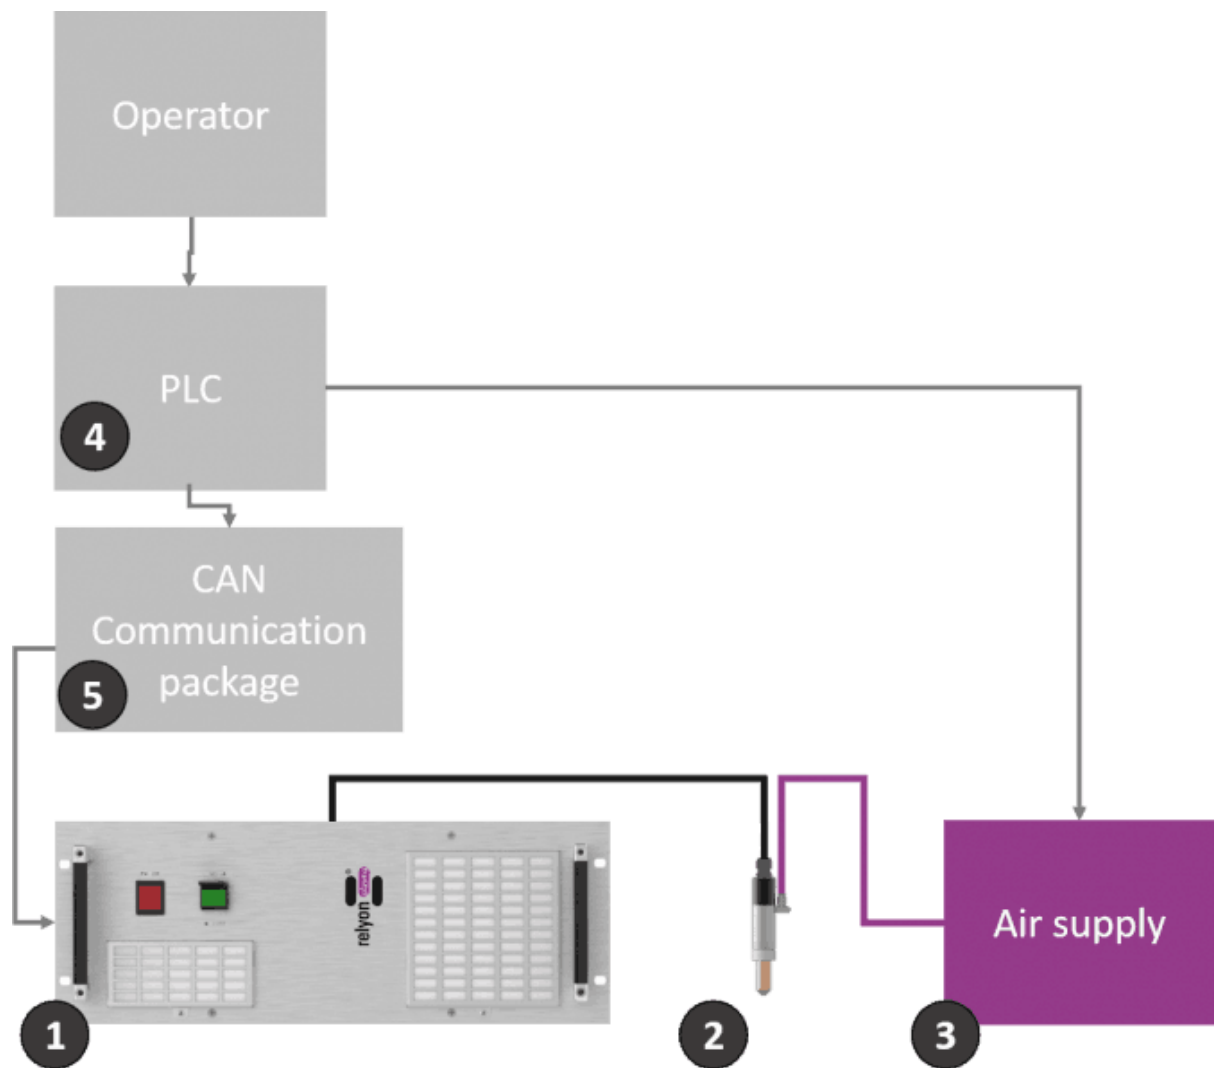 Operator
PLC
4
CAN
Communication
package
5
relyon
Air supply
1
2
3